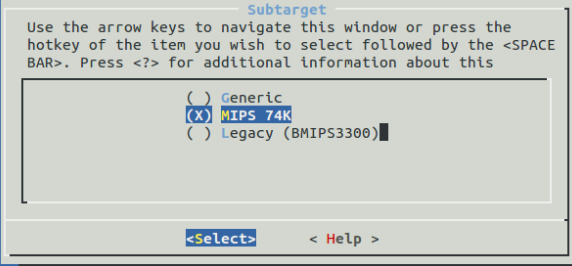 Subtarget
Use the arrow keys to navigate this window or press the
hotkey of the item you wish to select followed by the <SPACE
BAR>. Press <?> for additional information about this
( ) Generic
(X) MIPS 74K
( ) Legacy (BMIPS3300)
<Select> < Help >